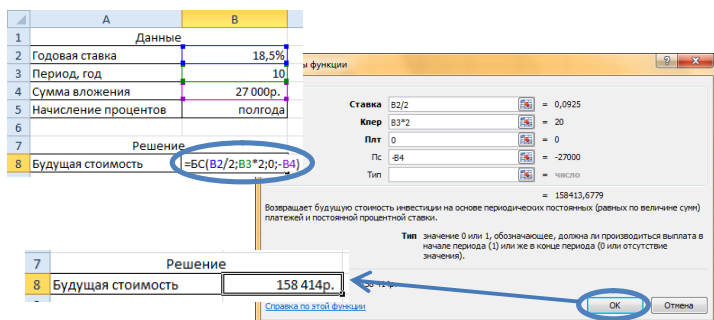 A B
1 Данные
2 Годовая ставка 18,5%
3 Период, год 10
4 Сумма вложения 27 000р.
5 Начисление процентов полгода
6
7 Решение
8 Будущая стоимость =БС(B2/2;B3*2;0;-B4)
ы функции
Ставка B2/2 = 0,0925
Кпер B3*2 = 20
Плт 0 = 0
Пс -B4 = -27000
Тип = число
= 158413,6779
Возвращает будущую стоимость инвестиции на основе периодических постоянных (равных по величине сумм)
платежей и постоянной процентной ставки.
Тип значение 0 или 1, обозначающее, должна ли производиться выплата в
начале периода (1) или же в конце периода (0 или отсутствие
значения).
Справка по этой функции
ОК Отмена
7 Решение
8 Будущая стоимость 158 414р.